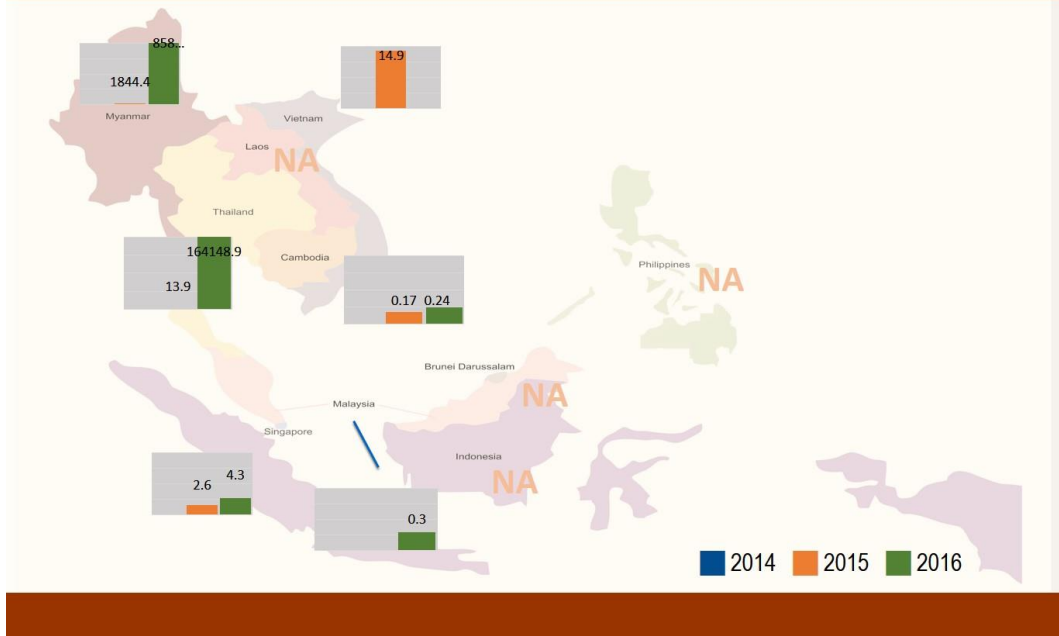 858...
1844.4
14.9
Myanmar
Vietnam
Laos
NA
Thailand
164148.9
13.9
Cambodia
0.17 0.24
Philippines
NA
Brunei Darussalam
NA
Malaysia
Singapore
Indonesia
NA
2.6
4.3
0.3
2014 2015 2016